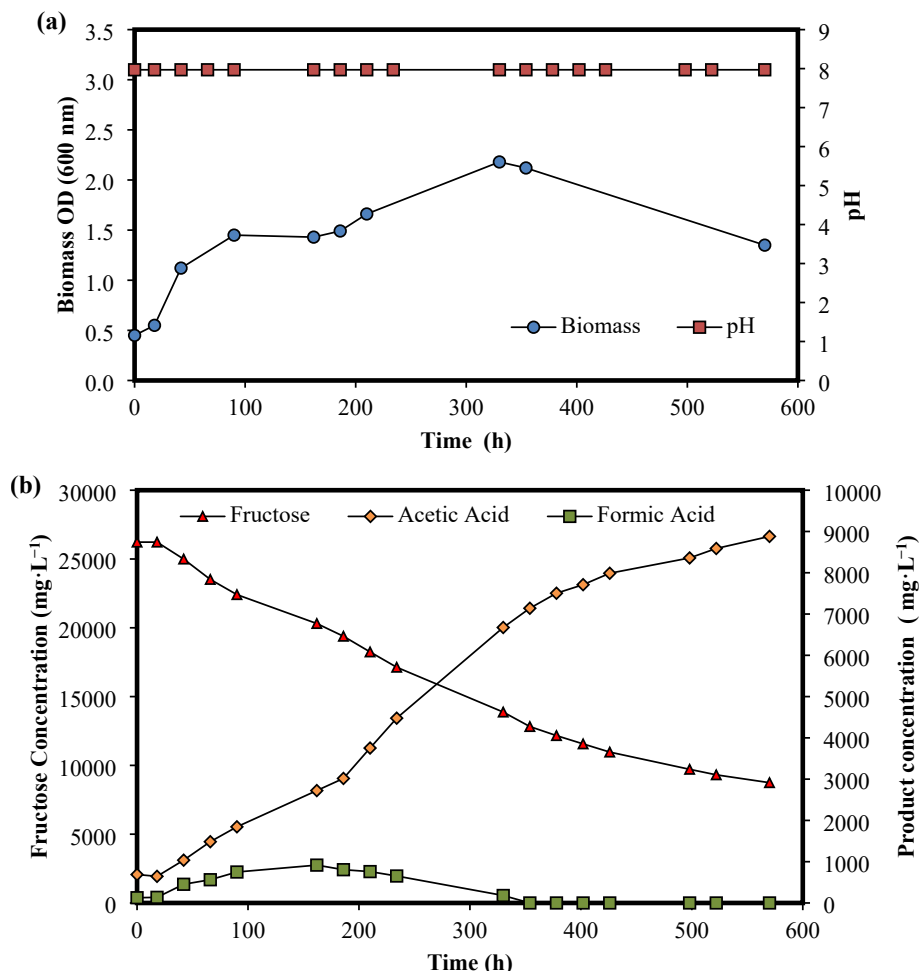 (a)
3.5
3.0
2.5
2.0
1.5
1.0
0.5
0.0
Biomass OD (600 nm)
9
8
7
6
5
4
3
2
1
0
pH
Biomass
pH
0 100 200 300 400 500 600
Time (h)
(b)
30000
25000
20000
15000
10000
5000
0
Fructose Concentration (mg·L⁻¹)
10000
9000
8000
7000
6000
5000
4000
3000
2000
1000
0
Product concentration ( mg·L⁻¹)
Fructose
Acetic Acid
Formic Acid
0 100 200 300 400 500 600
Time (h)